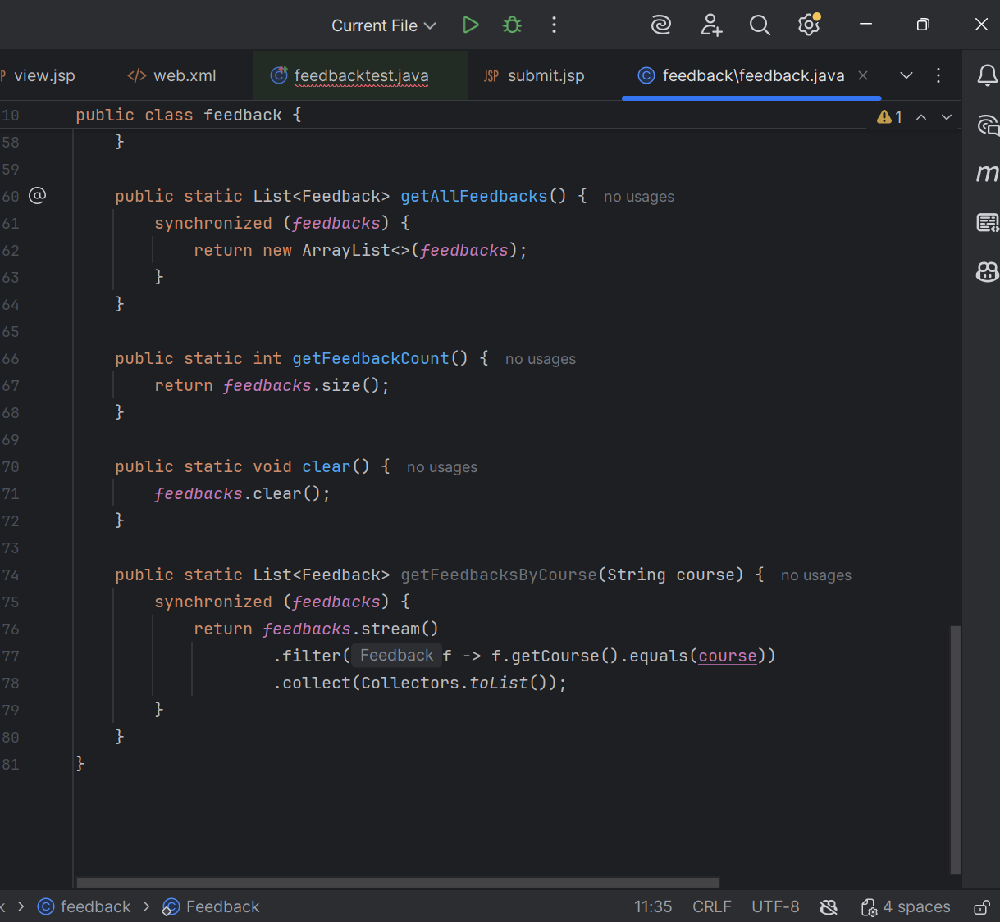 Current File
view.jsp
</> web.xml
feedbacktest.java
JSP submit.jsp
feedback\feedback.java
10 public class feedback {
1
58 }
59
60 public static List<Feedback> getAllFeedbacks() { no usages
61 synchronized (feedbacks) {
62 return new ArrayList<>(feedbacks);
63 }
64 }
65
66 public static int getFeedbackCount() { no usages
67 return feedbacks.size();
68 }
69
70 public static void clear() { no usages
71 feedbacks.clear();
72 }
73
74 public static List<Feedback> getFeedbacksByCourse(String course) { no usages
75 synchronized (feedbacks) {
76 return feedbacks.stream()
77 .filter( Feedback f -> f.getCourse().equals(course))
78 .collect(Collectors.toList());
79 }
80 }
81 }
k > feedback > Feedback 11:35 CRLF UTF-8 4 spaces